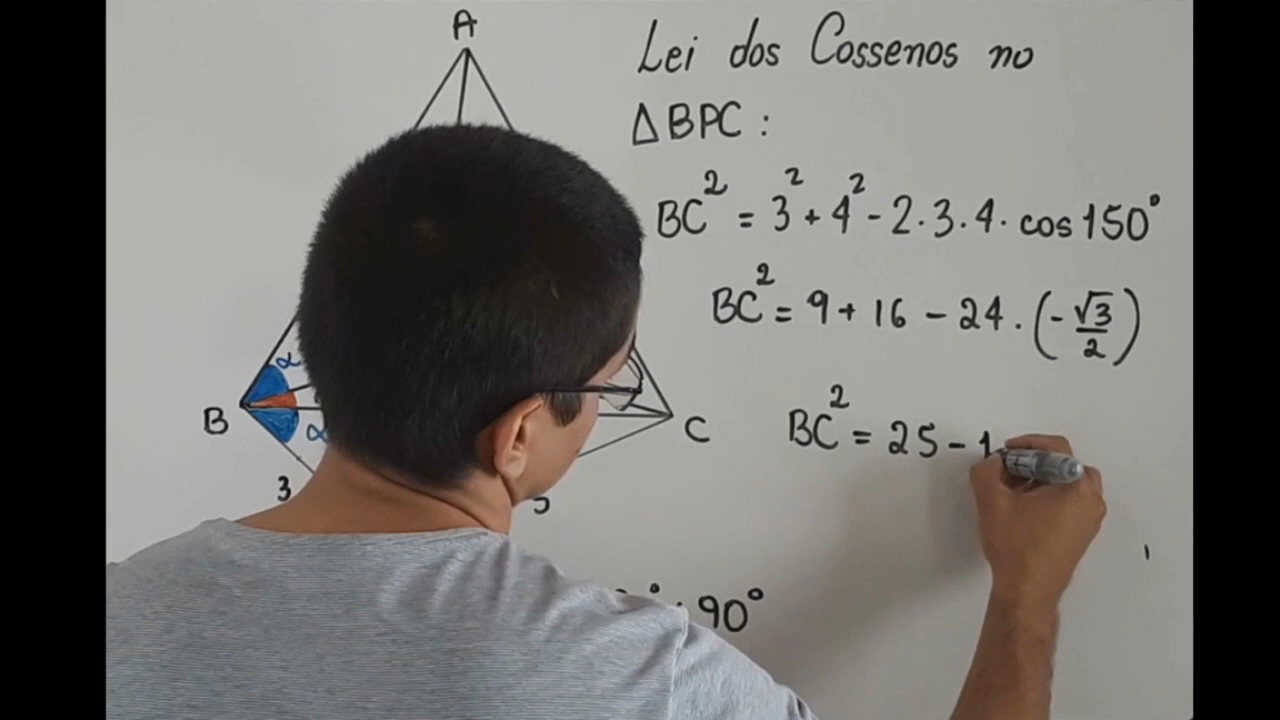 A
Lei dos Cossenos no
ΔBPC:
BC² = 3² + 4² - 2.3.4. cos 150°
BC² = 9 + 16 - 24 . (-√3/2)
BC² = 25 - 1
α
B
C
α
3
90°